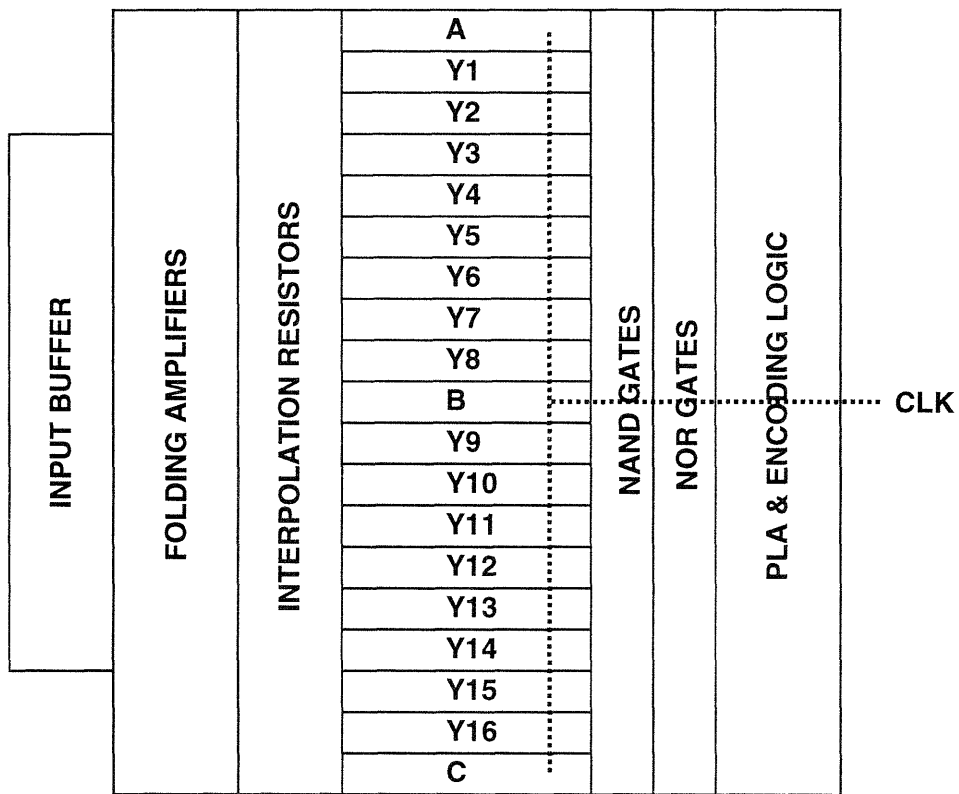 INPUT BUFFER
FOLDING AMPLIFIERS
INTERPOLATION RESISTORS
A
Y1
Y2
Y3
Y4
Y5
Y6
Y7
Y8
B
Y9
Y10
Y11
Y12
Y13
Y14
Y15
Y16
C
NAND GATES
NOR GATES
PLA & ENCODING LOGIC
CLK